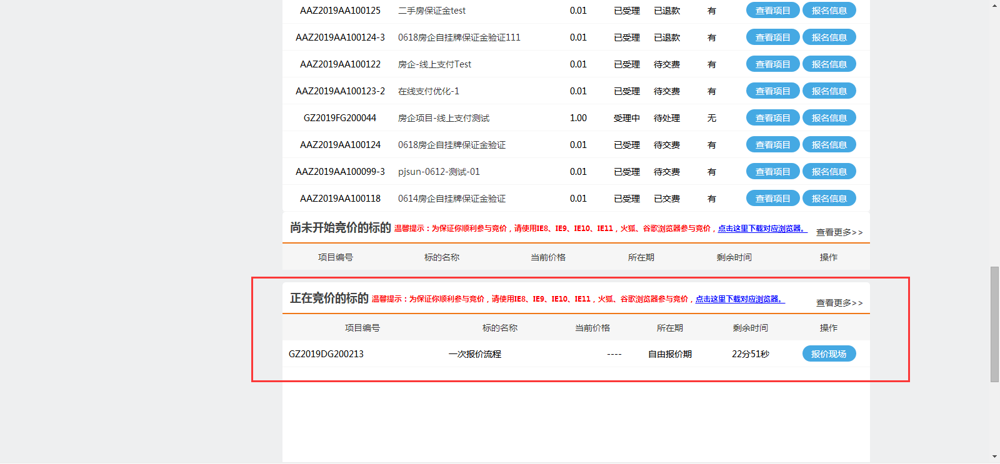 AAZ2019AA100125 二手房保证金test 0.01 已受理 已退款 有 查看项目 报名信息
AAZ2019AA100124-3 0618房企自挂牌保证金验证111 0.01 已受理 已退款 有 查看项目 报名信息
AAZ2019AA100122 房企-线上支付Test 0.01 已受理 待交费 有 查看项目 报名信息
AAZ2019AA100123-2 在线支付优化-1 0.01 已受理 待交费 有 查看项目 报名信息
GZ2019FG200044 房企项目-线上支付测试 1.00 受理中 待处理 无 查看项目 报名信息
AAZ2019AA100124 0618房企自挂牌保证金验证 0.01 已受理 待交费 有 查看项目 报名信息
AAZ2019AA100099-3 pjsun-0612-测试-01 0.01 已受理 待交费 有 查看项目 报名信息
AAZ2019AA100118 0614房企自挂牌保证金验证 0.01 已受理 已交费 有 查看项目 报名信息
尚未开始竞价的标的 温馨提示：为保证你顺利参与竞价，请使用IE8、IE9、IE10、IE11，火狐、谷歌浏览器参与竞价，点击这里下载对应浏览器。 查看更多>>
项目编号 标的名称 当前价格 所在期 剩余时间 操作
正在竞价的标的 温馨提示：为保证你顺利参与竞价，请使用IE8、IE9、IE10、IE11，火狐、谷歌浏览器参与竞价，点击这里下载对应浏览器。 查看更多>>
项目编号 标的名称 当前价格 所在期 剩余时间 操作
GZ2019DG200213 一次报价流程 ---- 自由报价期 22分51秒 报价现场